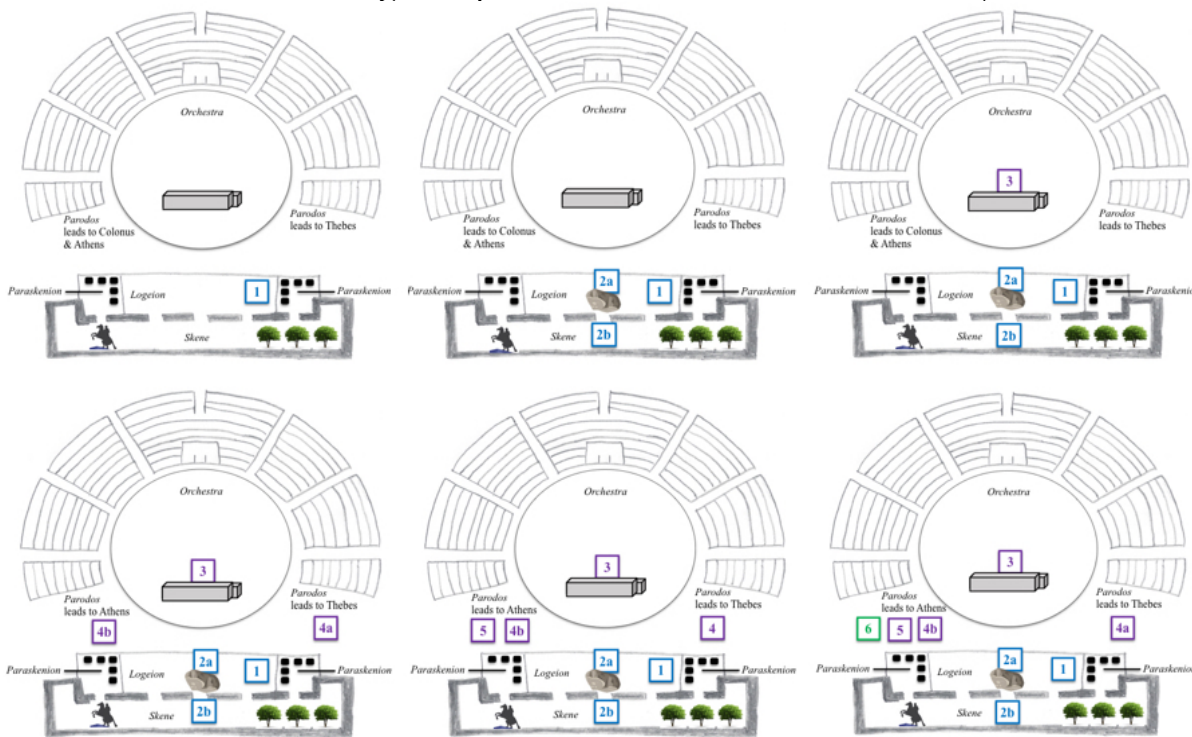 Orchestra
Parodos
leads to Colonus
& Athens
Parodos
leads to Thebes
Paraskenion
Logeion
1
Paraskenion
Skene
Orchestra
Parodos
leads to Colonus
& Athens
Parodos
leads to Thebes
2a
Paraskenion
Logeion
1
Paraskenion
Skene
2b
Orchestra
3
Parodos
leads to Colonus
& Athens
Parodos
leads to Thebes
2a
Paraskenion
Logeion
1
Paraskenion
Skene
2b
Orchestra
3
Parodos
leads to Athens
Parodos
leads to Thebes
4b
4a
2a
Paraskenion
Logeion
1
Paraskenion
Skene
2b
Orchestra
3
Parodos
leads to Athens
Parodos
leads to Thebes
5
4b
4
2a
Paraskenion
Logeion
1
Paraskenion
Skene
2b
Orchestra
3
Parodos
leads to Athens
Parodos
leads to Thebes
6
5
4b
4a
2a
Paraskenion
Logeion
1
Paraskenion
Skene
2b